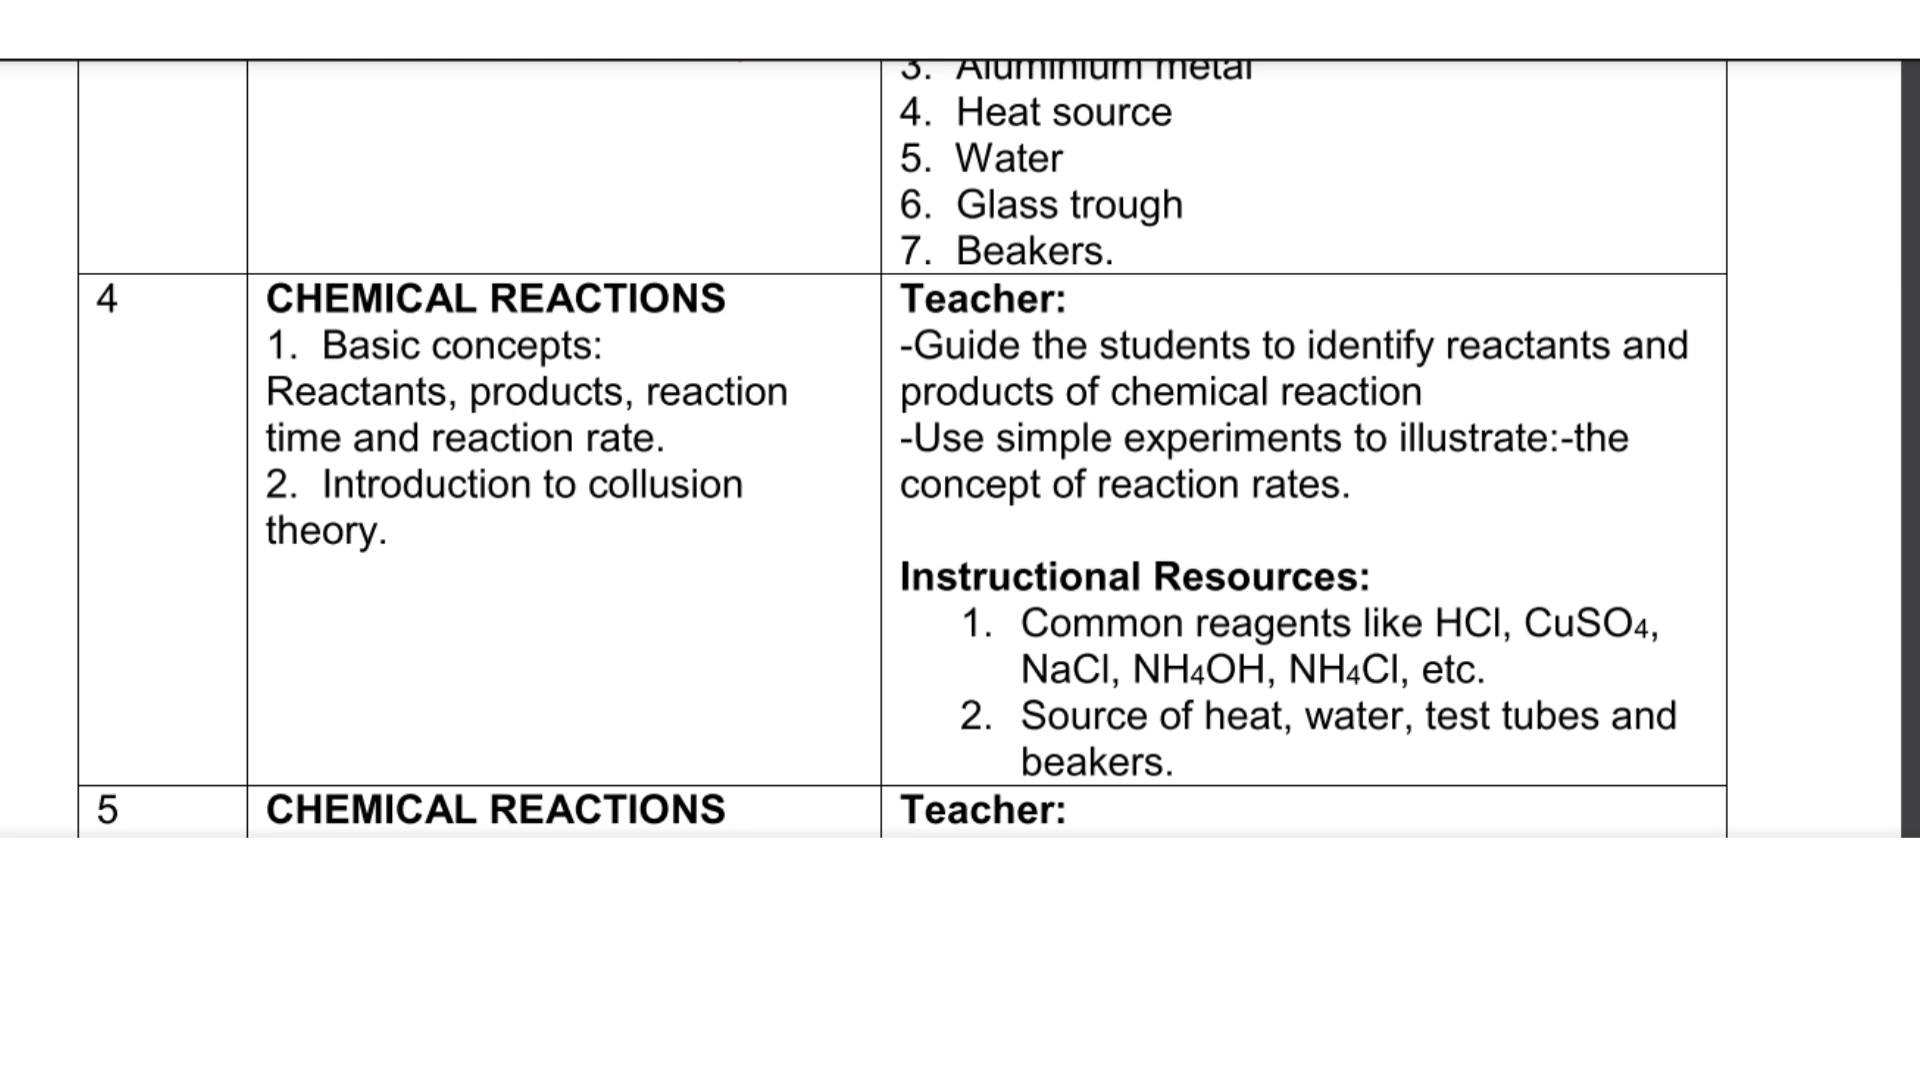 3. Aluminium metal
4. Heat source
5. Water
6. Glass trough
7. Beakers.
4
CHEMICAL REACTIONS
1. Basic concepts:
Reactants, products, reaction
time and reaction rate.
2. Introduction to collusion
theory.
Teacher:
-Guide the students to identify reactants and
products of chemical reaction
-Use simple experiments to illustrate:-the
concept of reaction rates.
Instructional Resources:
1. Common reagents like HCl, CuSO₄,
NaCl, NH₄OH, NH₄Cl, etc.
2. Source of heat, water, test tubes and
beakers.
5
CHEMICAL REACTIONS
Teacher: